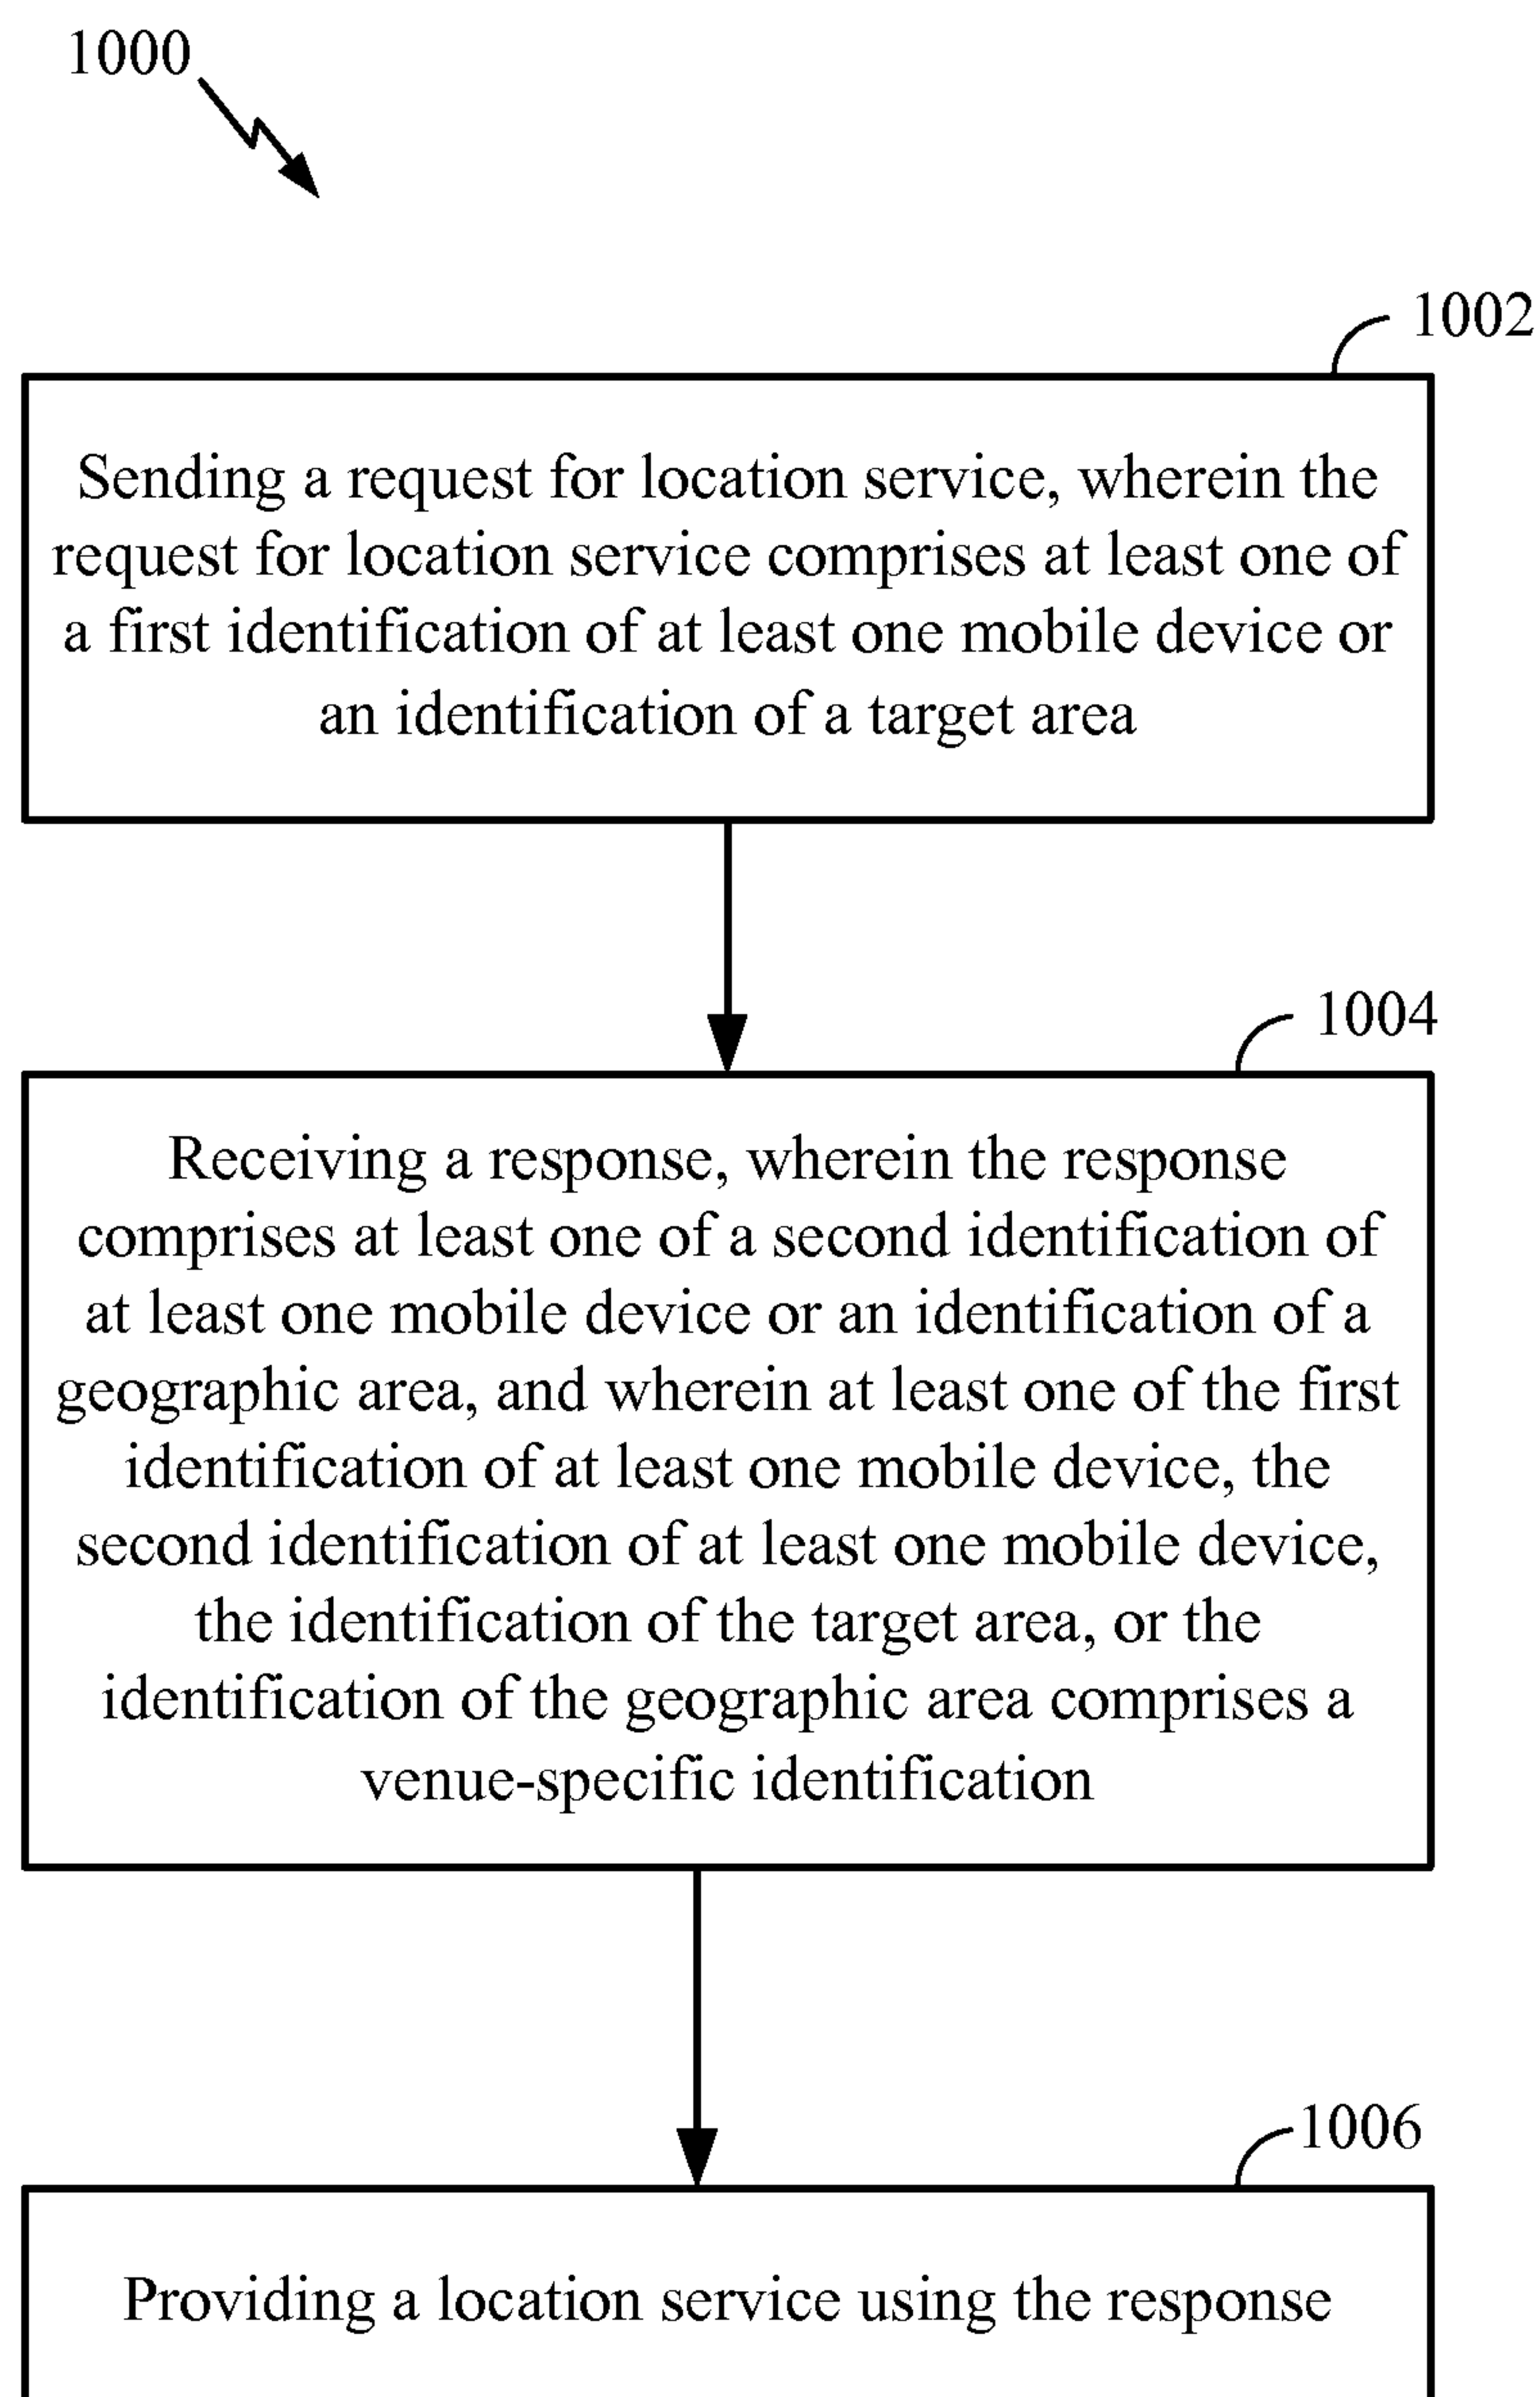 1000
1002
Sending a request for location service, wherein the
request for location service comprises at least one of
a first identification of at least one mobile device or
an identification of a target area
1004
Receiving a response, wherein the response
comprises at least one of a second identification of
at least one mobile device or an identification of a
geographic area, and wherein at least one of the first
identification of at least one mobile device, the
second identification of at least one mobile device,
the identification of the target area, or the
identification of the geographic area comprises a
venue-specific identification
1006
Providing a location service using the response